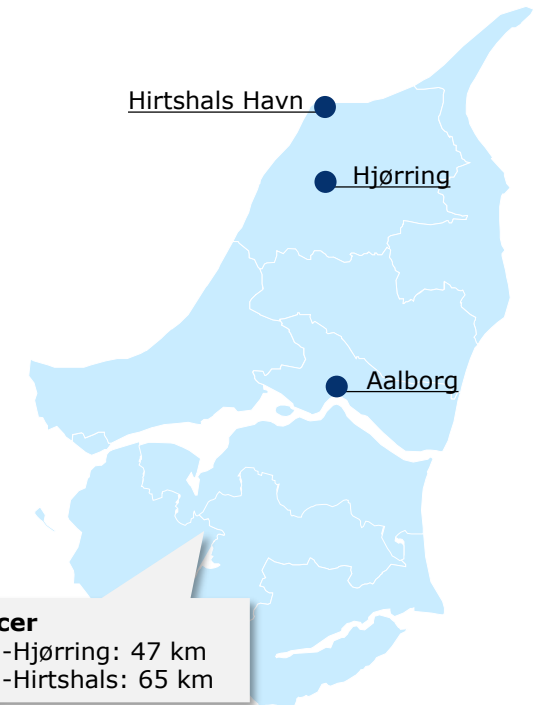 Hirtshals Havn
Hjørring
Aalborg
cer
-Hjørring: 47 km
-Hirtshals: 65 km